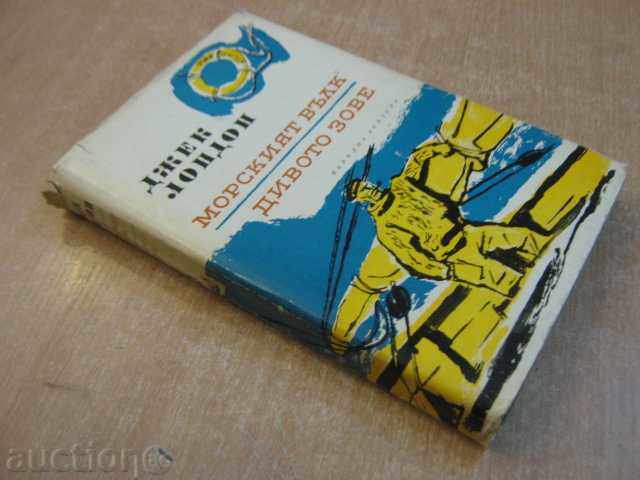 ДЖЕК
ЛОНДОН
МОРСКИЯТ ВЪЛК
ДИВОТО ЗОВЕ
auction